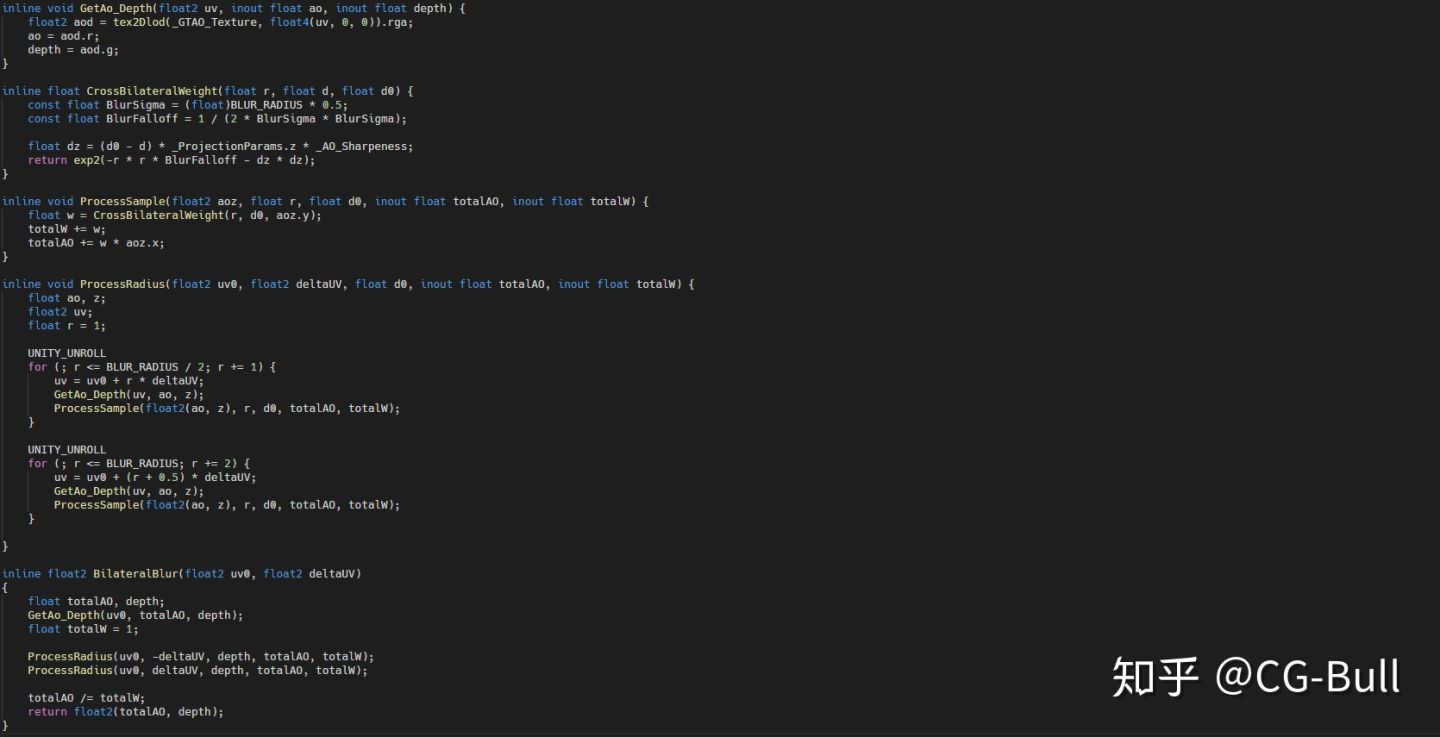 inline void GetAo_Depth(float2 uv, inout float ao, inout float depth) {
    float2 aod = tex2Dlod(_GTAO_Texture, float4(uv, 0, 0)).rga;
    ao = aod.r;
    depth = aod.g;
}
inline float CrossBilateralWeight(float r, float d, float d0) {
    const float BlurSigma = (float)BLUR_RADIUS * 0.5;
    const float BlurFalloff = 1 / (2 * BlurSigma * BlurSigma);
    float dz = (d0 - d) * _ProjectionParams.z * _AO_Sharpeness;
    return exp2(-r * r * BlurFalloff - dz * dz);
}
inline void ProcessSample(float2 aoz, float r, float d0, inout float totalAO, inout float totalW) {
    float w = CrossBilateralWeight(r, d0, aoz.y);
    totalW += w;
    totalAO += w * aoz.x;
}
inline void ProcessRadius(float2 uv0, float2 deltaUV, float d0, inout float totalAO, inout float totalW) {
    float ao, z;
    float2 uv;
    float r = 1;
    UNITY_UNROLL
    for (; r <= BLUR_RADIUS / 2; r += 1) {
        uv = uv0 + r * deltaUV;
        GetAo_Depth(uv, ao, z);
        ProcessSample(float2(ao, z), r, d0, totalAO, totalW);
    }
    UNITY_UNROLL
    for (; r <= BLUR_RADIUS; r += 2) {
        uv = uv0 + (r + 0.5) * deltaUV;
        GetAo_Depth(uv, ao, z);
        ProcessSample(float2(ao, z), r, d0, totalAO, totalW);
    }
}
inline float2 BilateralBlur(float2 uv0, float2 deltaUV)
{
    float totalAO, depth;
    GetAo_Depth(uv0, totalAO, depth);
    float totalW = 1;
    ProcessRadius(uv0, -deltaUV, depth, totalAO, totalW);
    ProcessRadius(uv0, deltaUV, depth, totalAO, totalW);
    totalAO /= totalW;
    return float2(totalAO, depth);
}
知乎 @CG-Bull